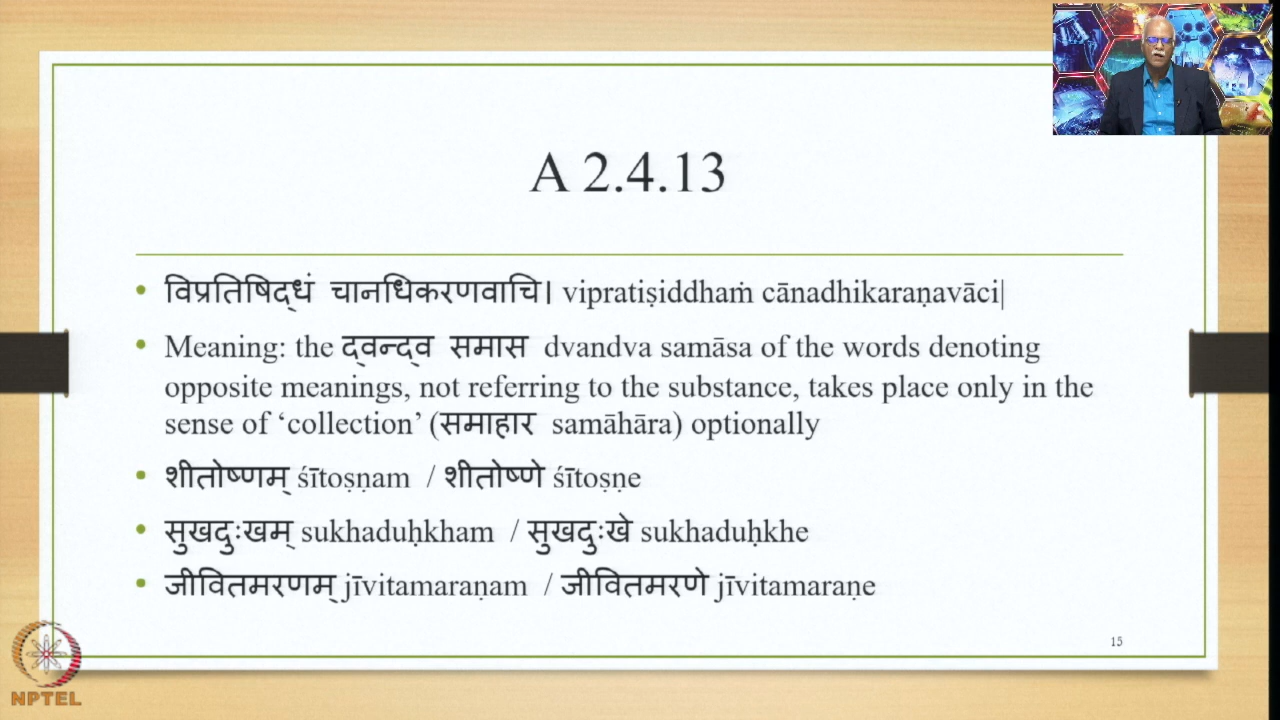 A 2.4.13
विप्रतिषिद्धं चानधिकरणवाचि। vipratiṣiddhaṁ cānadhikaraṇavāci|
Meaning: the द्वन्द्व समास dvandva samāsa of the words denoting
opposite meanings, not referring to the substance, takes place only in the
sense of ‘collection’ (समाहार samāhāra) optionally
शीतोष्णम् śītoṣṇam / शीतोष्णे śītoṣṇe
सुखदुःखम् sukhaduḥkham / सुखदुःखे sukhaduḥkhe
जीवितमरणम् jīvitamaraṇam / जीवितमरणे jīvitamaraṇe
15
NPTEL